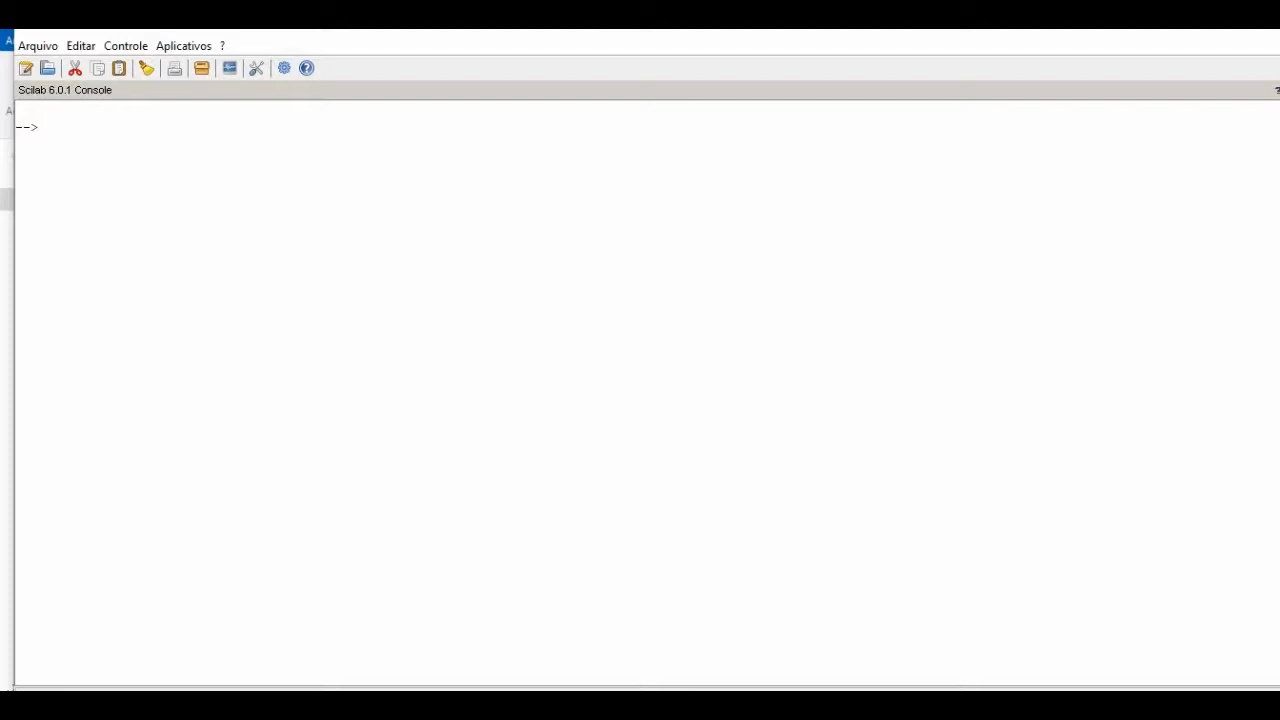 Arquivo Editar Controle Aplicativos ?
Scilab 6.0.1 Console ?
-->